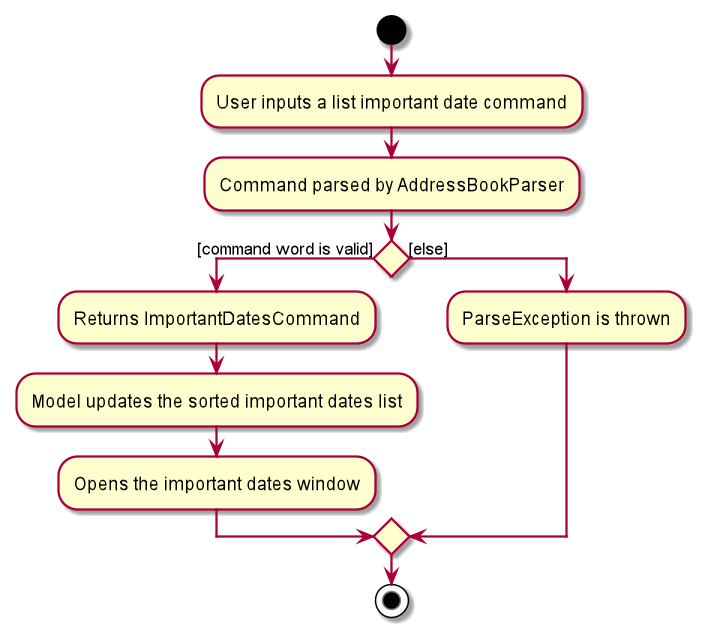 User inputs a list important date command
Command parsed by AddressBookParser
[command word is valid]
[else]
Returns ImportantDatesCommand
ParseException is thrown
Model updates the sorted important dates list
Opens the important dates window